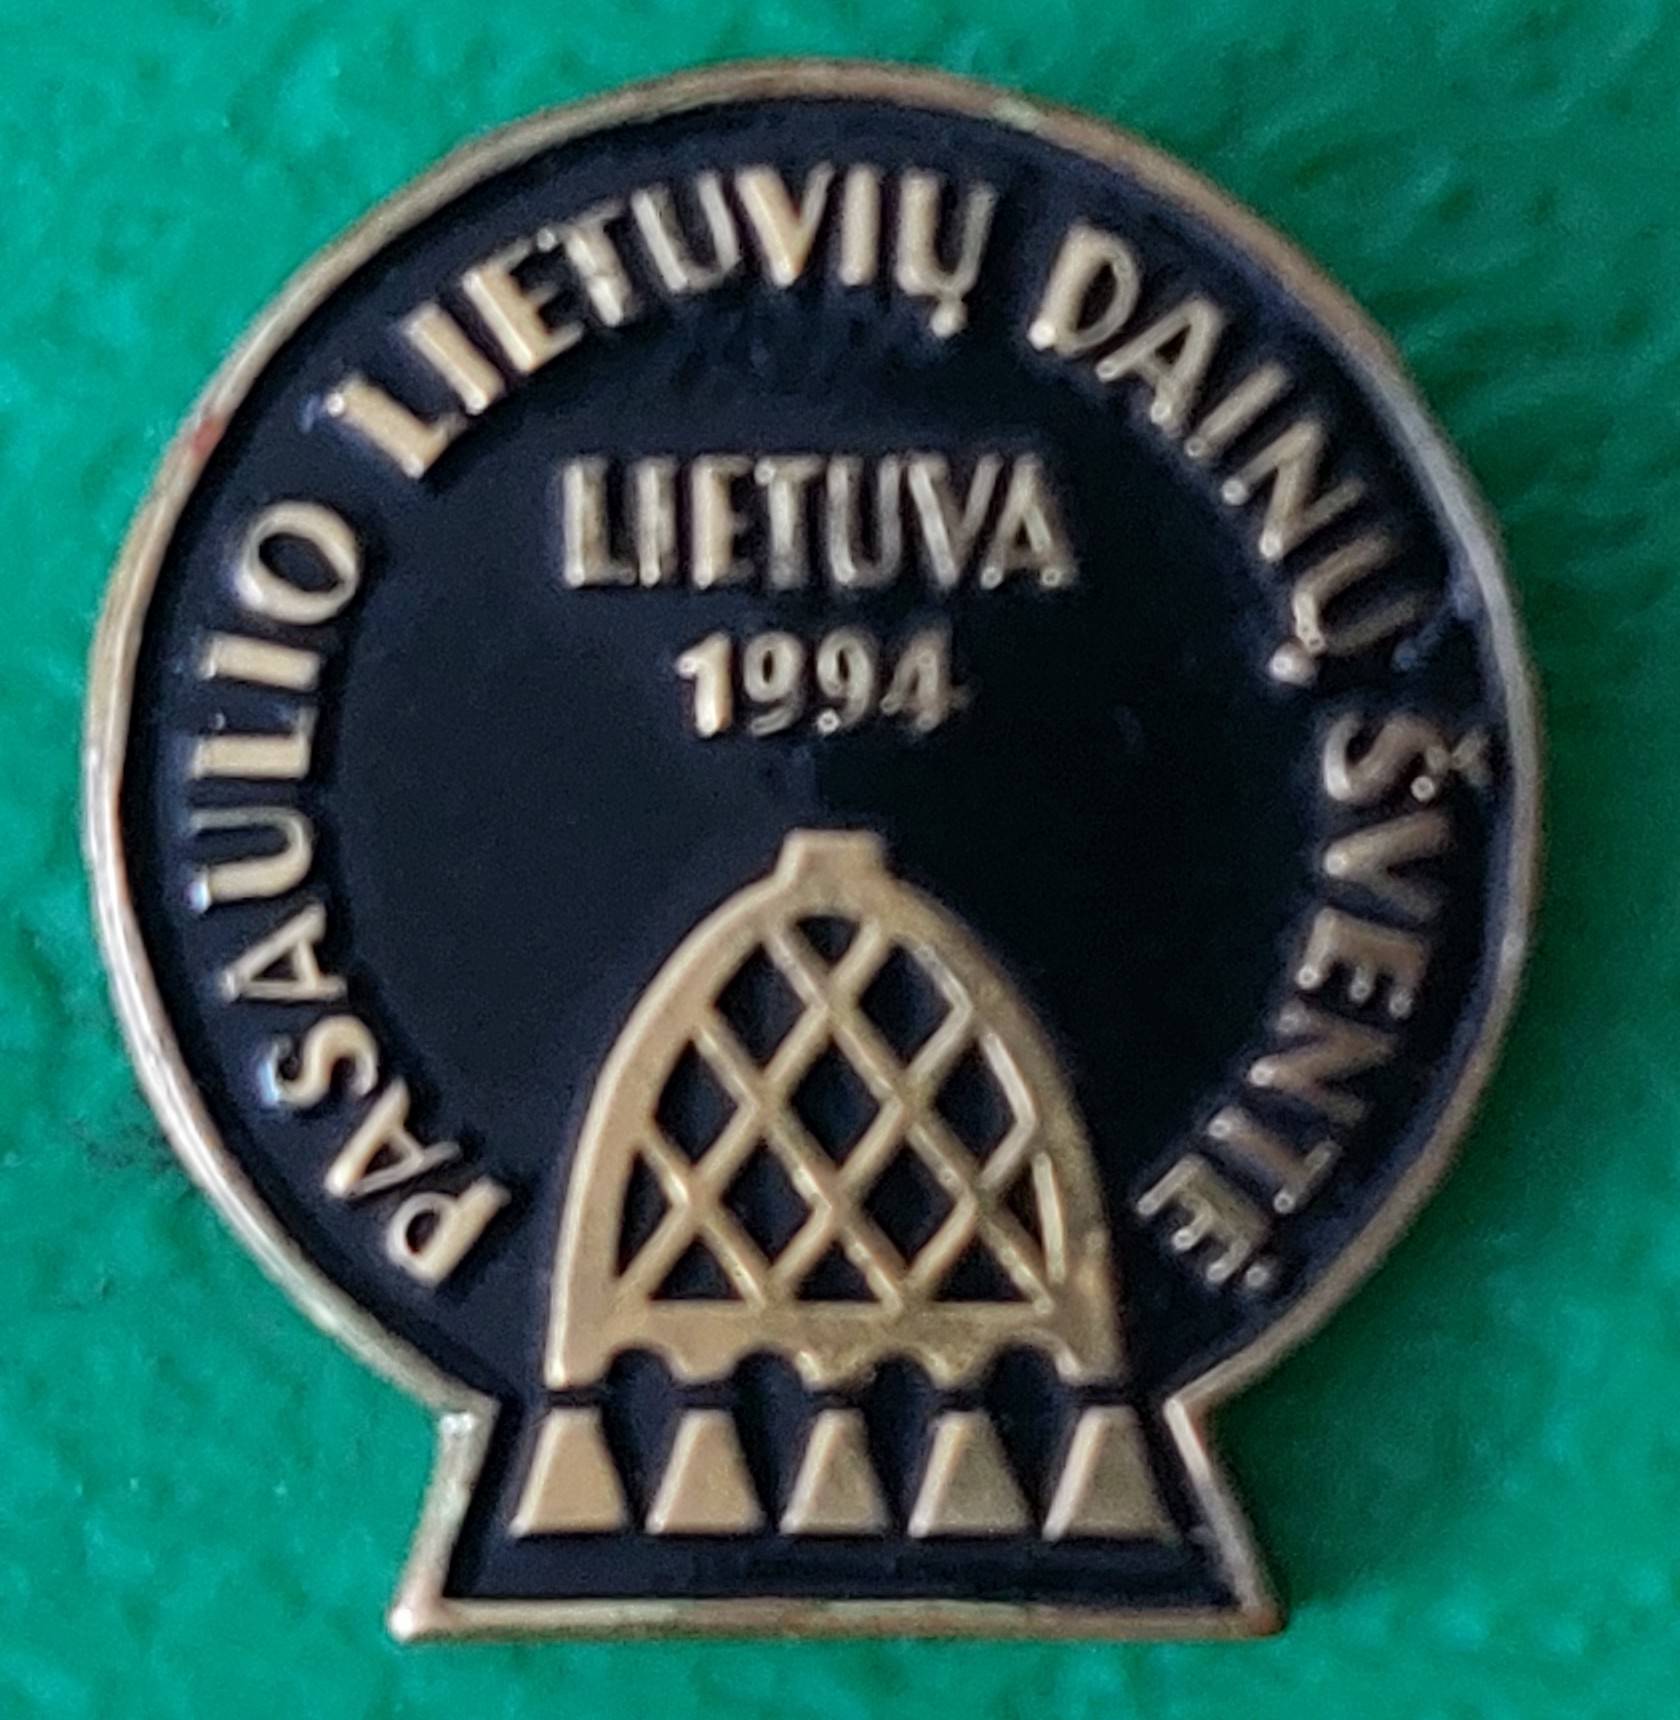 PASAULIO LIETUVIŲ DAINŲ ŠVENTĖ
LIETUVA
1994